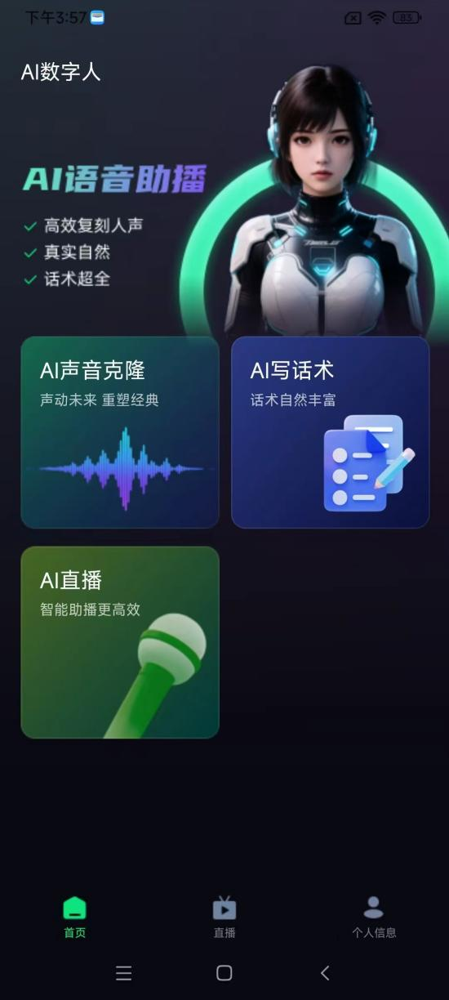 下午3:57
83
AI数字人
AI语音助播
高效复刻人声
真实自然
话术超全
AI声音克隆
声动未来 重塑经典
AI写话术
话术自然丰富
AI直播
智能助播更高效
首页
直播
个人信息